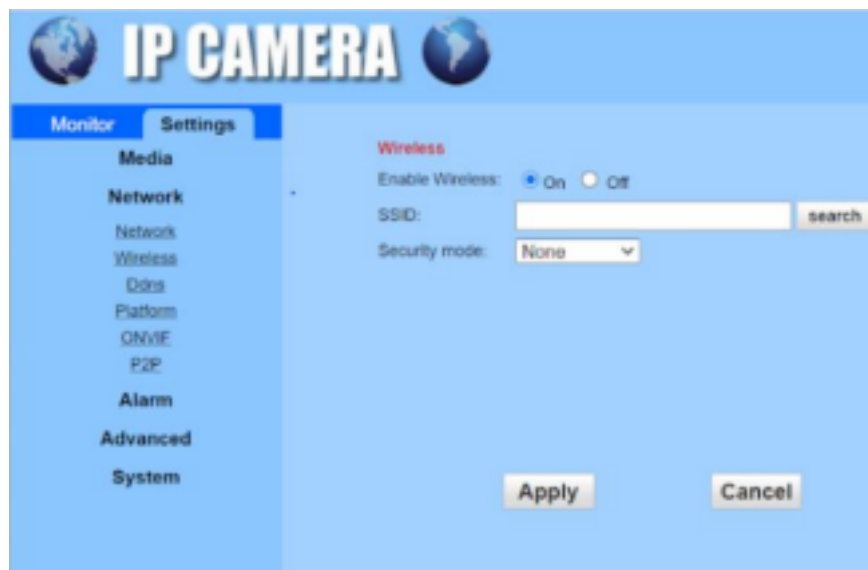 IP CAMERA
Monitor Settings
Media
Network
Network
Wireless
Ddns
Platform
ONVIF
P2P
Alarm
Advanced
System
Wireless
Enable Wireless: On Off
SSID: search
Security mode: None
Apply Cancel